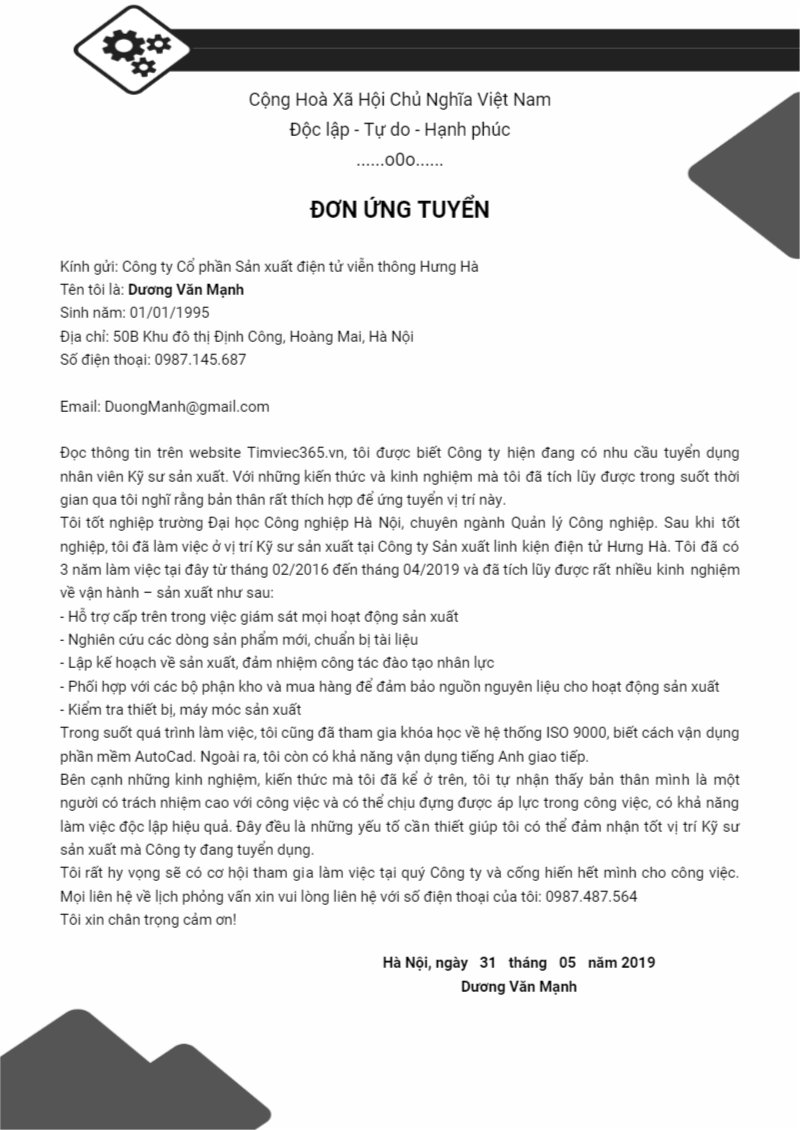 Cộng Hoà Xã Hội Chủ Nghĩa Việt Nam
Độc lập - Tự do - Hạnh phúc
......o0o......
ĐƠN ỨNG TUYỂN
Kính gửi: Công ty Cổ phần Sản xuất điện tử viễn thông Hưng Hà
Tên tôi là: Dương Văn Mạnh
Sinh năm: 01/01/1995
Địa chỉ: 50B Khu đô thị Định Công, Hoàng Mai, Hà Nội
Số điện thoại: 0987.145.687
Email: DuongManh@gmail.com
Đọc thông tin trên website Timviec365.vn, tôi được biết Công ty hiện đang có nhu cầu tuyển dụng
nhân viên Kỹ sư sản xuất. Với những kiến thức và kinh nghiệm mà tôi đã tích lũy được trong suốt thời
gian qua tôi nghĩ rằng bản thân rất thích hợp để ứng tuyển vị trí này.
Tôi tốt nghiệp trường Đại học Công nghiệp Hà Nội, chuyên ngành Quản lý Công nghiệp. Sau khi tốt
nghiệp, tôi đã làm việc ở vị trí Kỹ sư sản xuất tại Công ty Sản xuất linh kiện điện tử Hưng Hà. Tôi đã có
3 năm làm việc tại đây từ tháng 02/2016 đến tháng 04/2019 và đã tích lũy được rất nhiều kinh nghiệm
về vận hành – sản xuất như sau:
- Hỗ trợ cấp trên trong việc giám sát mọi hoạt động sản xuất
- Nghiên cứu các dòng sản phẩm mới, chuẩn bị tài liệu
- Lập kế hoạch về sản xuất, đảm nhiệm công tác đào tạo nhân lực
- Phối hợp với các bộ phận kho và mua hàng để đảm bảo nguồn nguyên liệu cho hoạt động sản xuất
- Kiểm tra thiết bị, máy móc sản xuất
Trong suốt quá trình làm việc, tôi cũng đã tham gia khóa học về hệ thống ISO 9000, biết cách vận dụng
phần mềm AutoCad. Ngoài ra, tôi còn có khả năng vận dụng tiếng Anh giao tiếp.
Bên cạnh những kinh nghiệm, kiến thức mà tôi đã kể ở trên, tôi tự nhận thấy bản thân mình là một
người có trách nhiệm cao với công việc và có thể chịu đựng được áp lực trong công việc, có khả năng
làm việc độc lập hiệu quả. Đây đều là những yếu tố cần thiết giúp tôi có thể đảm nhận tốt vị trí Kỹ sư
sản xuất mà Công ty đang tuyển dụng.
Tôi rất hy vọng sẽ có cơ hội tham gia làm việc tại quý Công ty và cống hiến hết mình cho công việc.
Mọi liên hệ về lịch phỏng vấn xin vui lòng liên hệ với số điện thoại của tôi: 0987.487.564
Tôi xin chân trọng cảm ơn!
Hà Nội, ngày 31 tháng 05 năm 2019
Dương Văn Mạnh